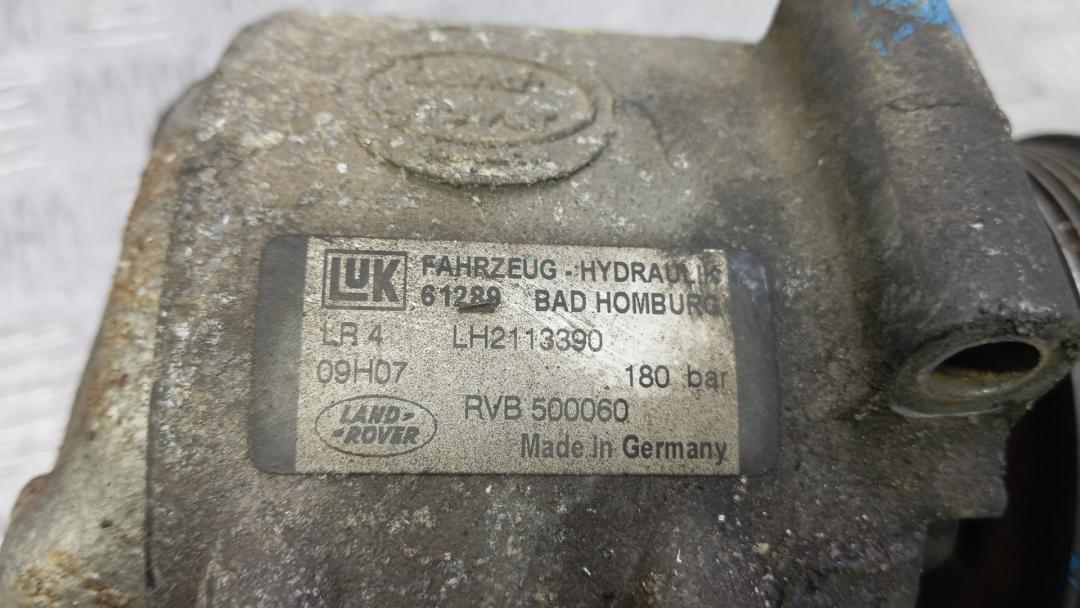 LUK
FAHRZEUG - HYDRAULIK
61289 BAD HOMBURG
LR 4 LH2113390
09H07 180 bar
LAND- RVB 500060
-ROVER
Made In Germany